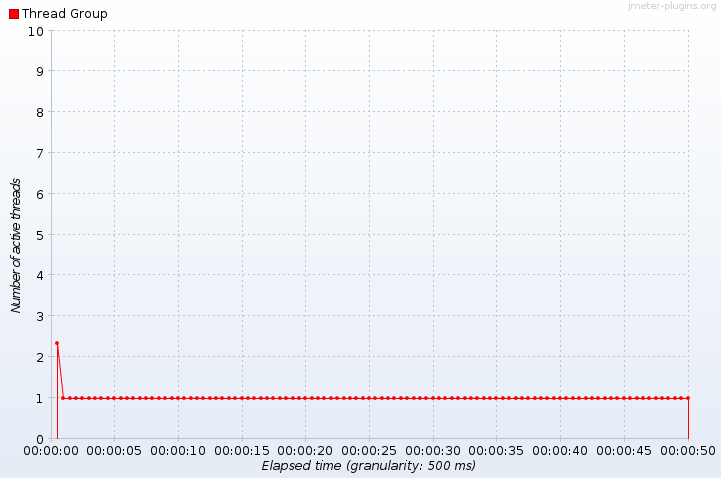 jmeter-plugins.org
Thread Group
10
9
8
7
6
5
4
3
2
1
0
Number of active threads
00:00:00 00:00:05 00:00:10 00:00:15 00:00:20 00:00:25 00:00:30 00:00:35 00:00:40 00:00:45 00:00:50
Elapsed time (granularity: 500 ms)